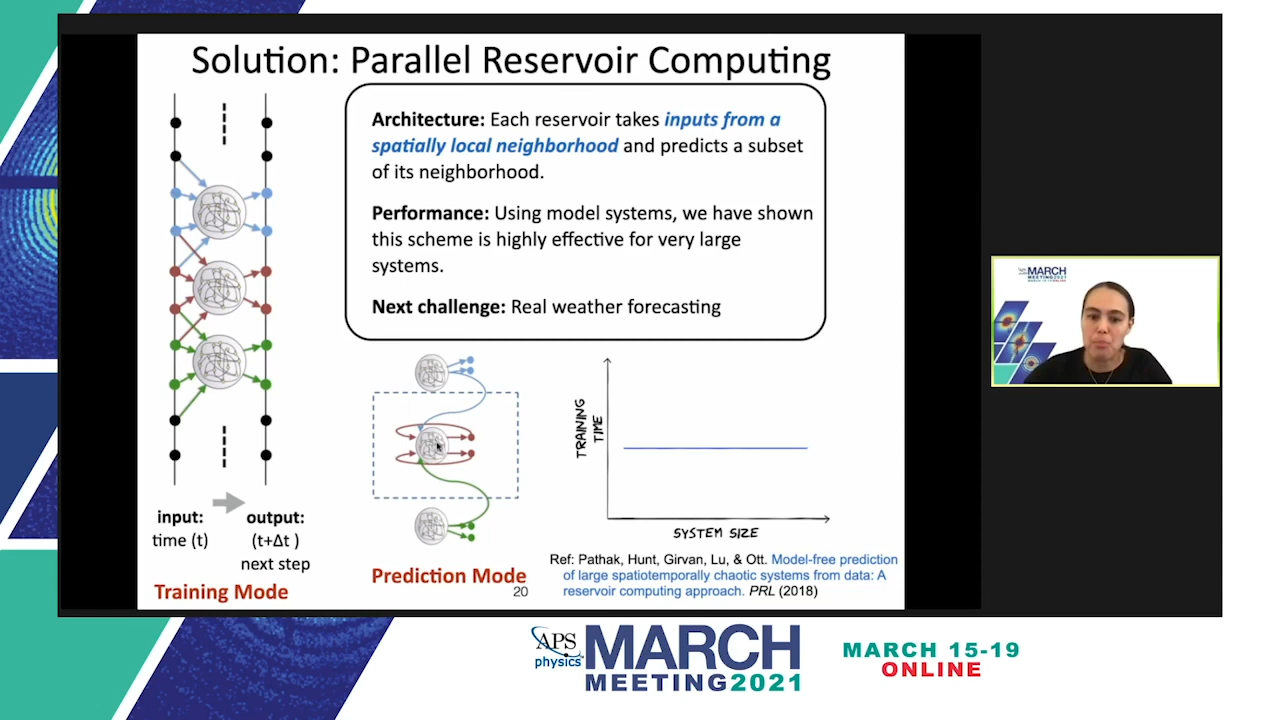 Solution: Parallel Reservoir Computing
Architecture: Each reservoir takes inputs from a
spatially local neighborhood and predicts a subset
of its neighborhood.
Performance: Using model systems, we have shown
this scheme is highly effective for very large
systems.
Next challenge: Real weather forecasting
input:
time (t)
output:
(t+Δt )
next step
Training Mode
Prediction Mode
20
TRAINING
TIME
SYSTEM SIZE
Ref: Pathak, Hunt, Girvan, Lu, & Ott. Model-free prediction
of large spatiotemporally chaotic systems from data: A
reservoir computing approach. PRL (2018)
MARCH
MEETING2021
APS
physics
MARCH
MEETING2021
MARCH 15-19
ONLINE